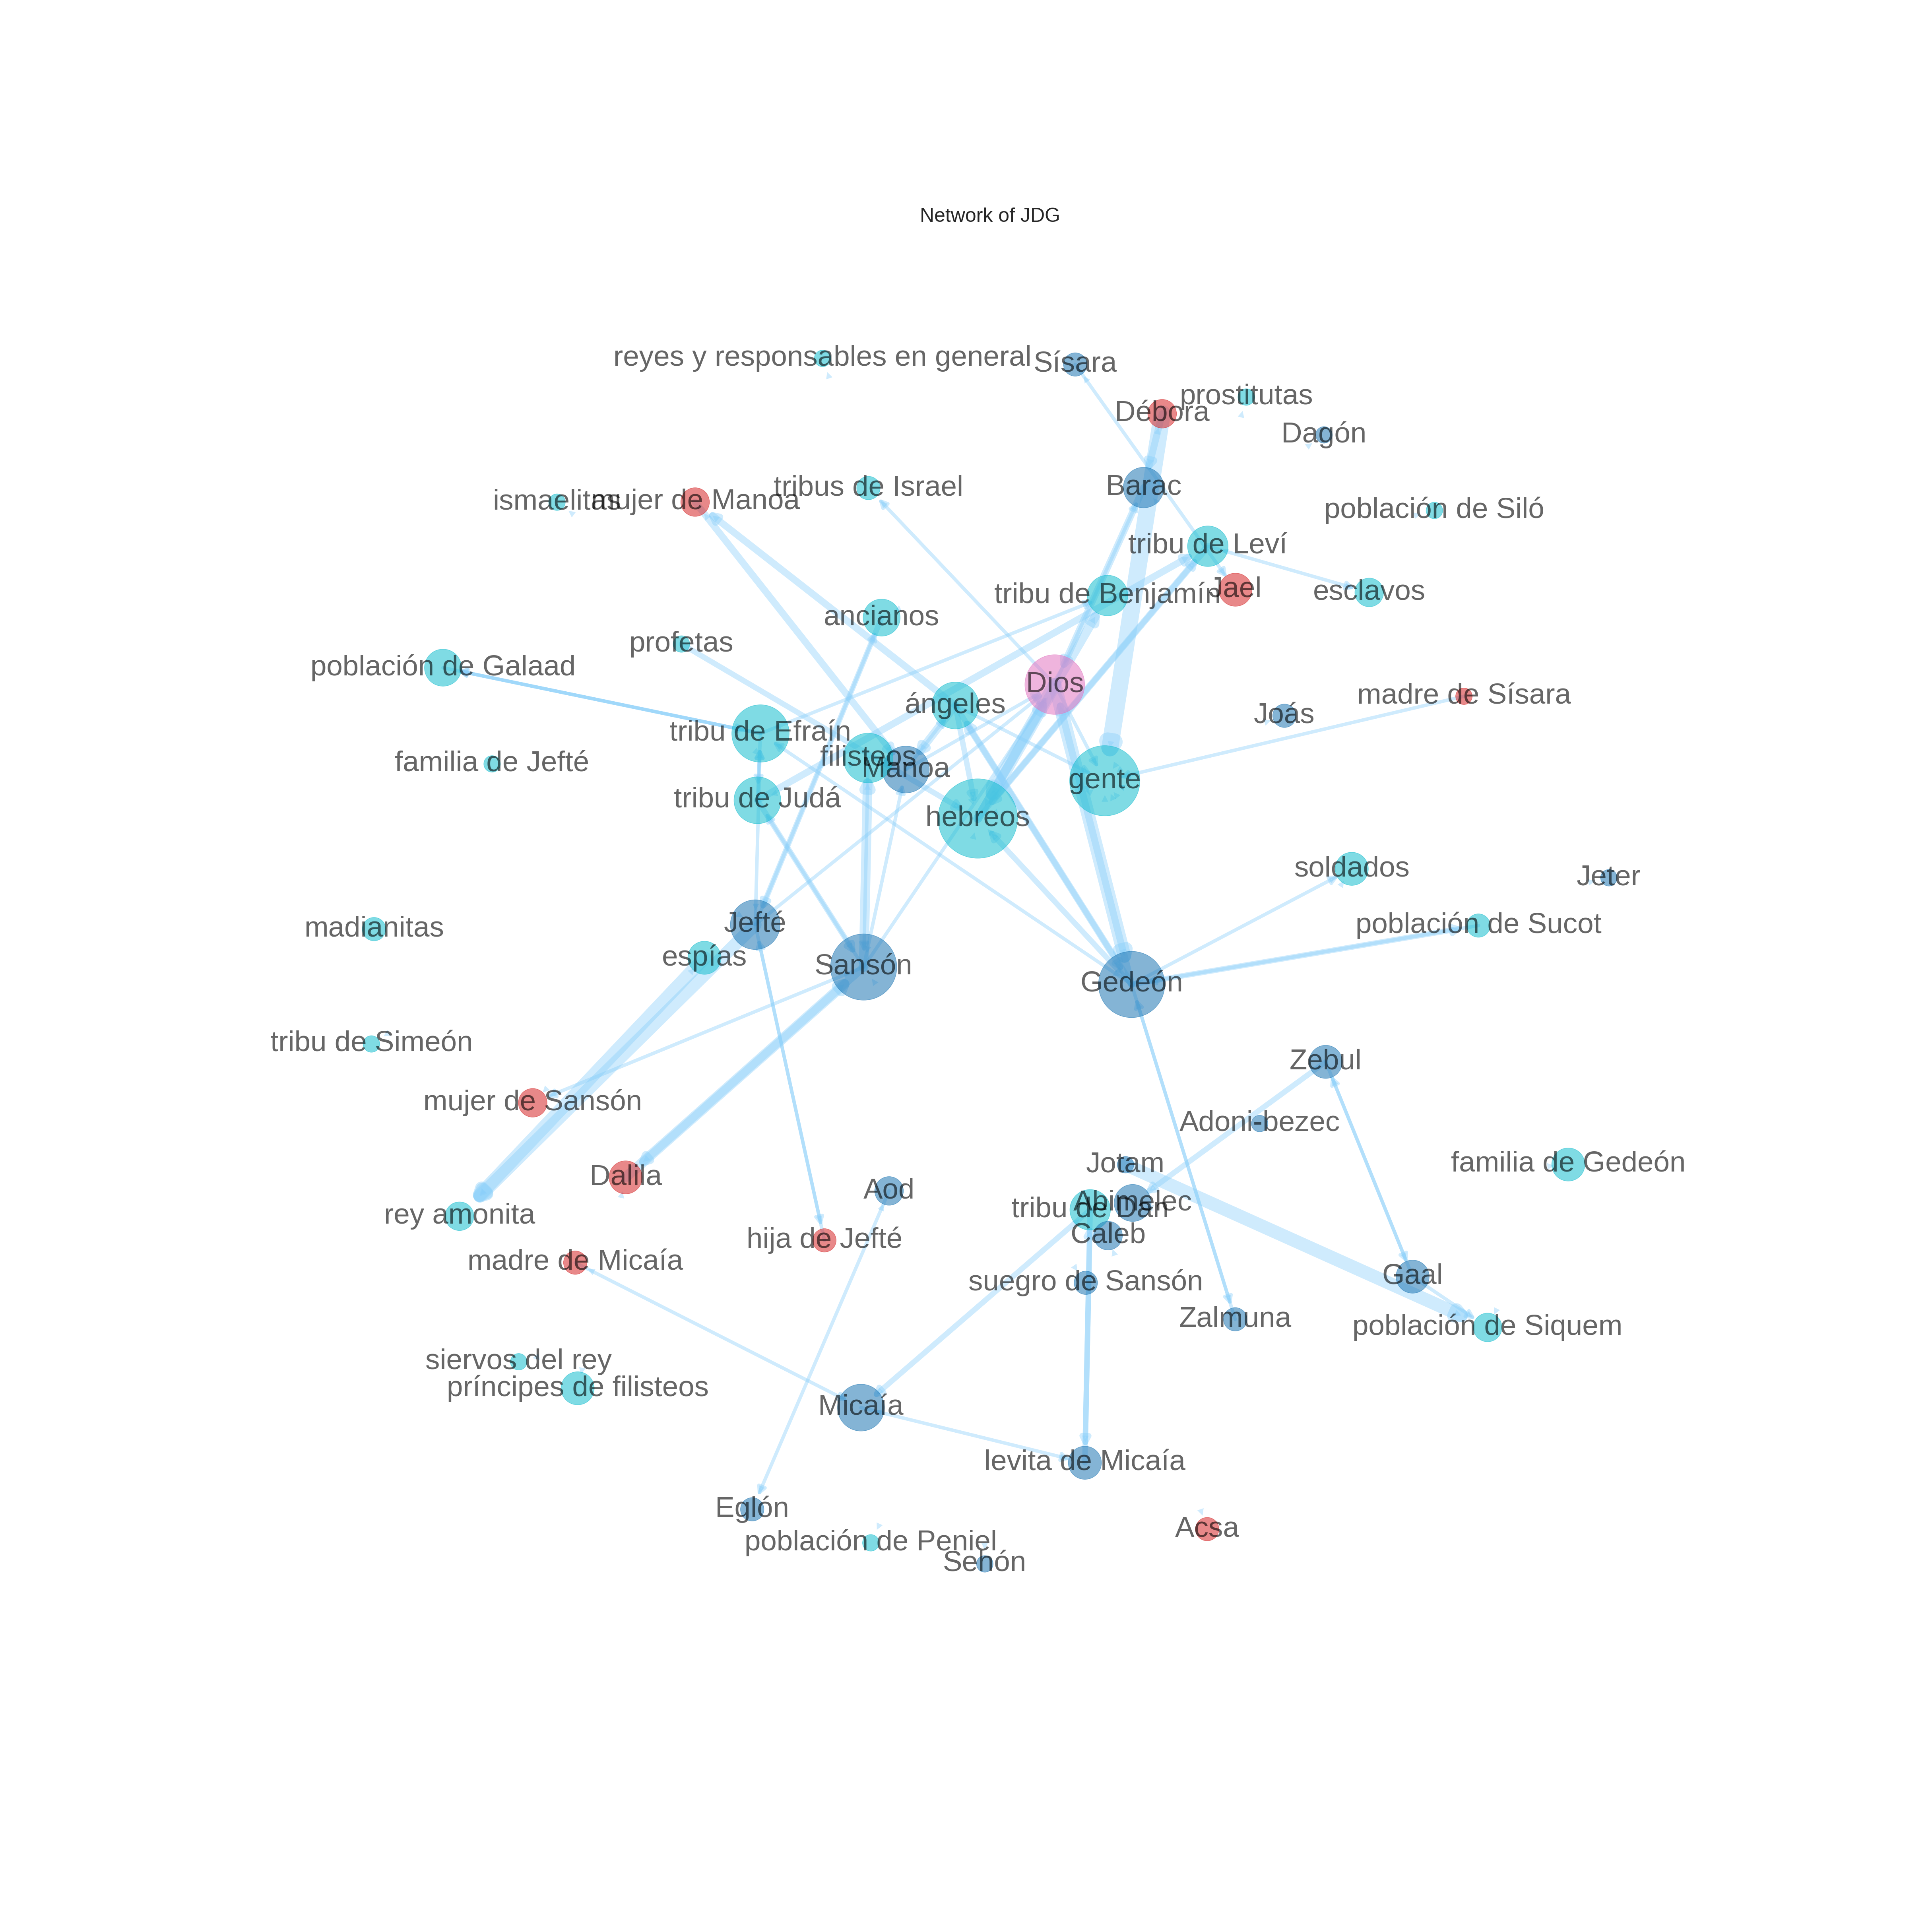 Network of JDG
reyes y responsables en general
Sísara
prostitutas
Débora
Dagón
Barac
tribus de Israel
ismaelitas
mujer de Manoa
población de Siló
tribu de Leví
tribu de Benjamín
Jael
esclavos
ancianos
profetas
población de Galaad
Dios
madre de Sísara
ángeles
Joás
tribu de Efraín
filisteos
Manoa
familia de Jefté
gente
tribu de Judá
hebreos
soldados
Jeter
madianitas
Jefté
población de Sucot
espías
Sansón
Gedeón
tribu de Simeón
Zebul
mujer de Sansón
Adoni-bezec
Jotam
familia de Gedeón
Dalila
Aod
Abimelec
tribu de Dan
rey amonita
Caleb
hija de Jefté
madre de Micaía
suegro de Sansón
Gaal
Zalmuna
población de Siquem
siervos del rey
príncipes de filisteos
Micaía
levita de Micaía
Eglón
Acsa
población de Peniel
Sehón